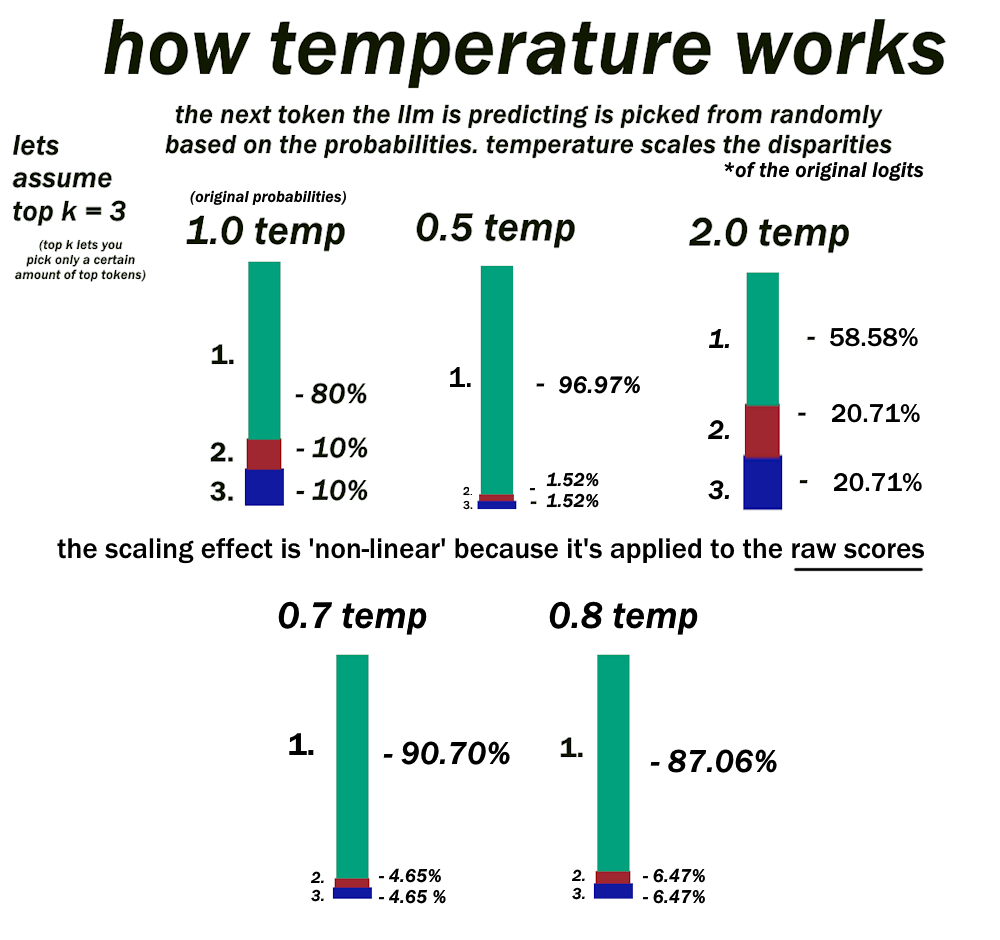 how temperature works
the next token the llm is predicting is picked from randomly
based on the probabilities. temperature scales the disparities
*of the original logits
lets
assume
top k = 3
(top k lets you
pick only a certain
amount of top tokens)
(original probabilities)
1.0 temp
1.
- 80%
2.
- 10%
3.
- 10%
0.5 temp
1.
- 96.97%
2.
- 1.52%
3.
- 1.52%
2.0 temp
1.
- 58.58%
2.
- 20.71%
3.
- 20.71%
the scaling effect is 'non-linear' because it's applied to the raw scores
0.7 temp
1.
- 90.70%
2.
- 4.65%
3.
- 4.65 %
0.8 temp
1.
- 87.06%
2.
- 6.47%
3.
- 6.47%